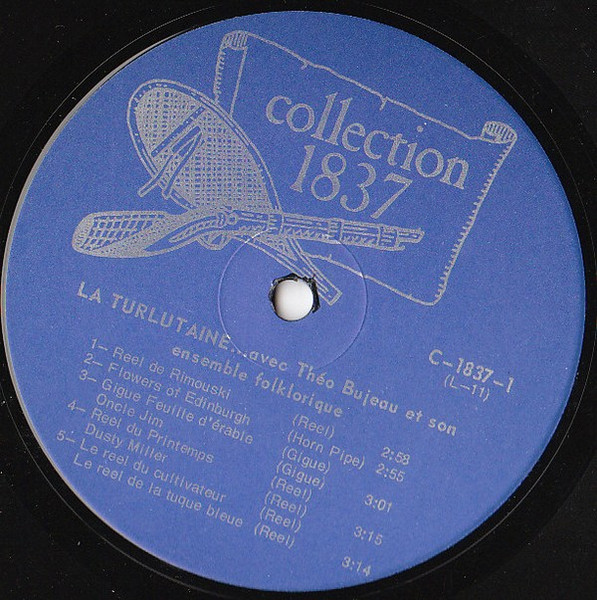 collection
1837
LA TURLUTAINE...avec Théo Bujeau et son
ensemble folklorique
C-1837-1
(L-11)
1— Reel de Rimouski (Reel) 2:58
2— Flowers of Edinburgh (Horn Pipe) 2:55
3— Gigue Feuille d'érable (Gigue)
Oncle Jim (Gigue) 3:01
4— Reel du Printemps (Reel)
Dusty Miller (Reel) 3:15
5— Le reel du cultivateur (Reel)
Le reel de la tuque bleue (Reel) 3:14